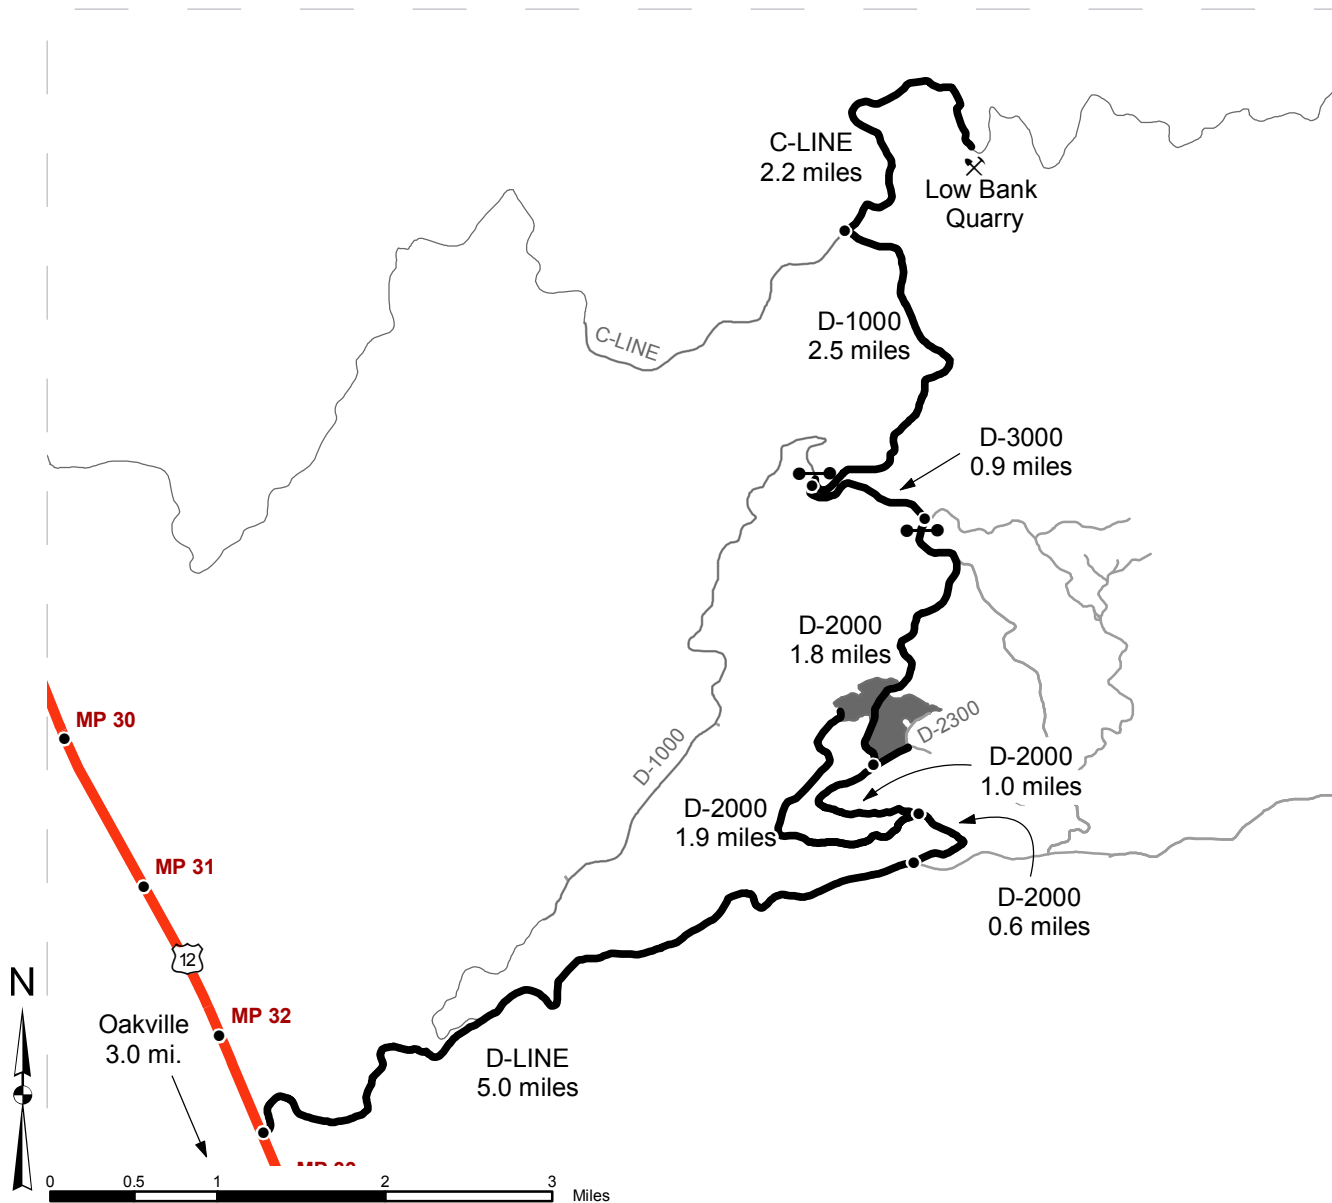 C-LINE
2.2 miles
Low Bank
Quarry
D-1000
2.5 miles
C-LINE
D-3000
0.9 miles
D-2000
1.8 miles
D-2300
MP 30
D-1000
D-2000
1.0 miles
D-2000
1.9 miles
MP 31
D-2000
0.6 miles
12
N
MP 32
Oakville
3.0 mi.
D-LINE
5.0 miles
0 0.5 1 2 3
Miles